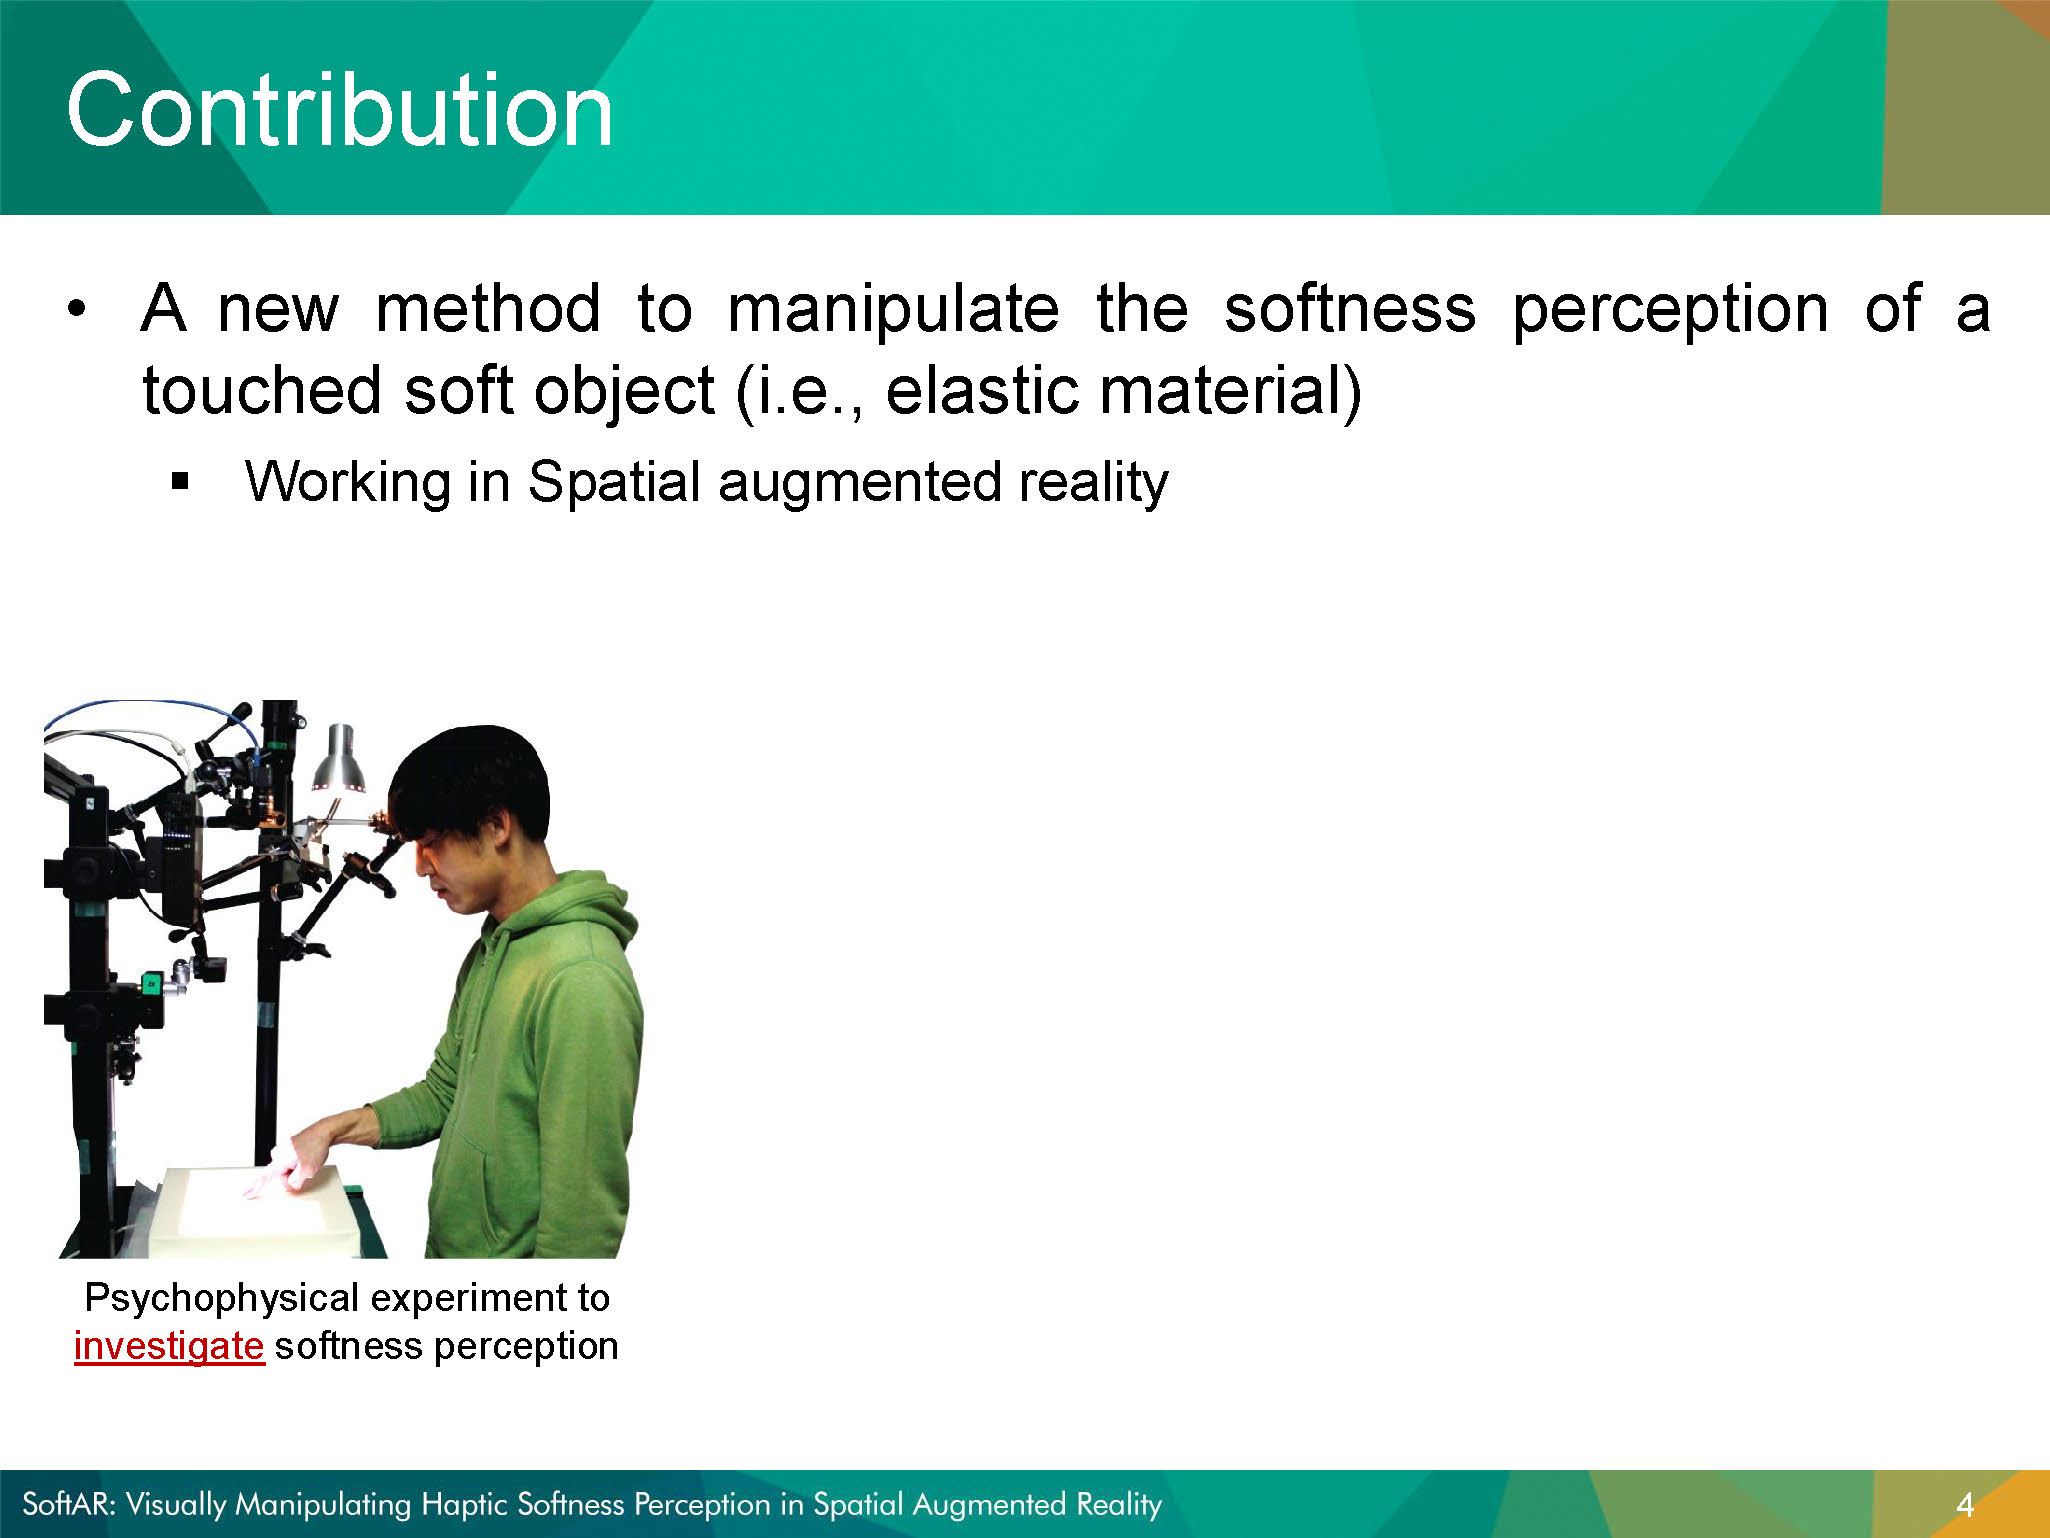 Contribution
• A new method to manipulate the softness perception of a
touched soft object (i.e., elastic material)
▪ Working in Spatial augmented reality
Psychophysical experiment to
investigate softness perception
SoftAR: Visually Manipulating Haptic Softness Perception in Spatial Augmented Reality
4